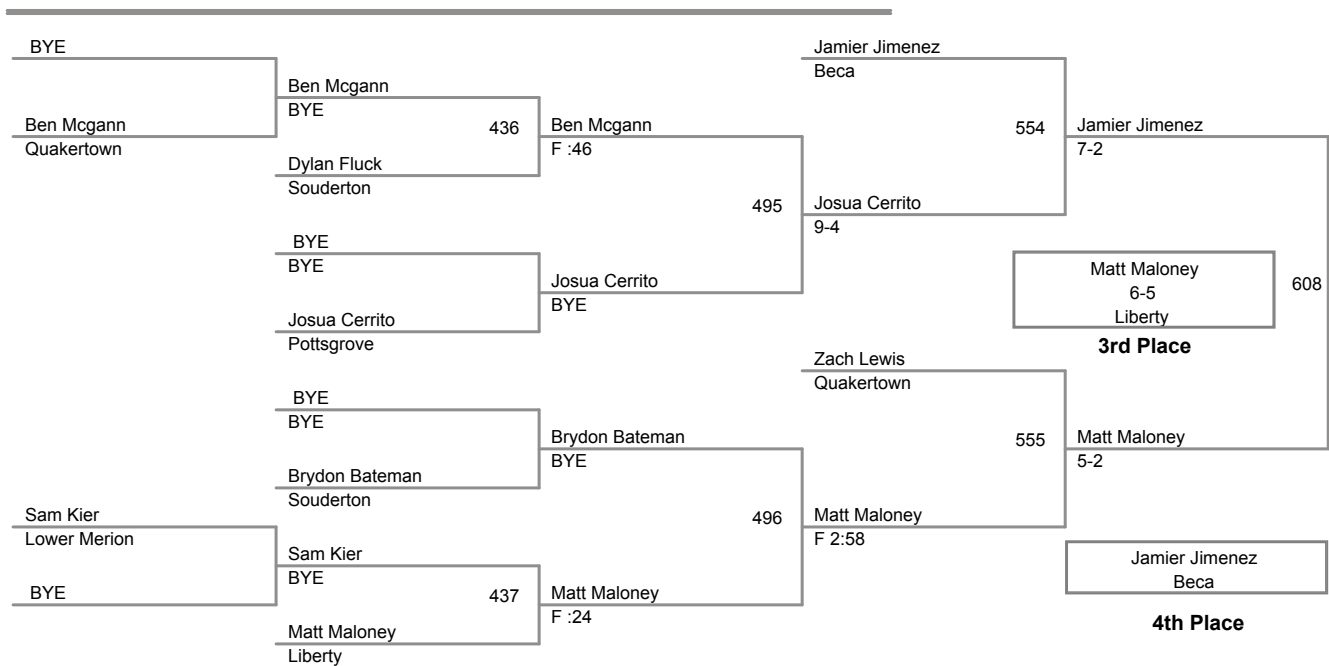 BYE
Ben Mcgann
Quakertown
Ben Mcgann
BYE
436
Dylan Fluck
Souderton
Ben Mcgann
F :46
BYE
BYE
Josua Cerrito
Pottsgrove
Josua Cerrito
BYE
495
Jamier Jimenez
Beca
Josua Cerrito
9-4
554
Jamier Jimenez
7-2
Matt Maloney
6-5
Liberty
3rd Place
608
BYE
BYE
Brydon Bateman
Souderton
Brydon Bateman
BYE
Sam Kier
Lower Merion
BYE
Sam Kier
BYE
437
Matt Maloney
Liberty
Matt Maloney
F :24
496
Zach Lewis
Quakertown
Matt Maloney
F 2:58
555
Matt Maloney
5-2
Jamier Jimenez
Beca
4th Place